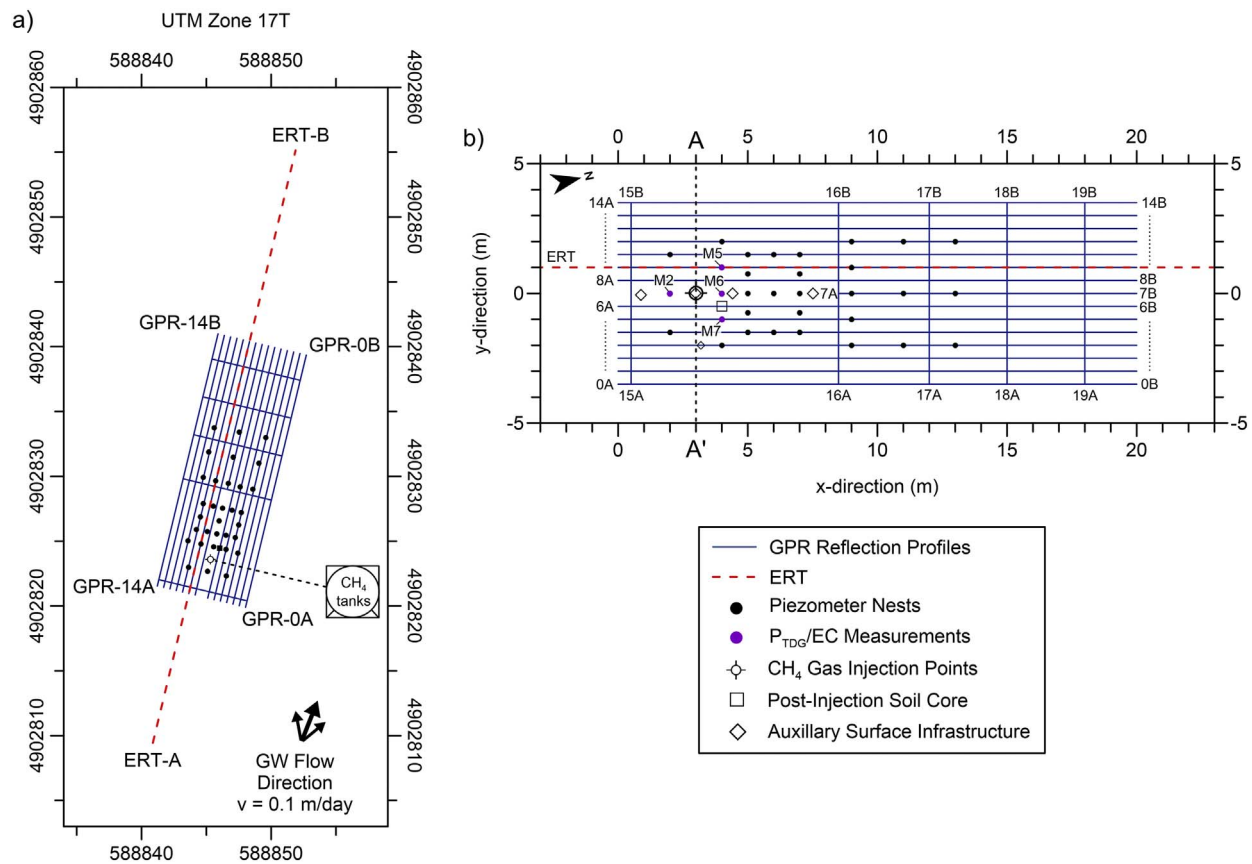 a)
UTM Zone 17T
588840 588850
4902860 4902860
ERT-B
4902850 4902850
GPR-14B
4902840 4902840
GPR-0B
4902830 4902830
GPR-14A
CH4 tanks
4902820 4902820
GPR-0A
4902810 4902810
ERT-A
GW Flow
Direction
v = 0.1 m/day
588840 588850
b)
0 A 5 10 15 20
5 5
N
15B 16B 17B 18B 19B
14A 14B
M5
ERT
8A 8B
M2 M6
0 7A 7B 0
6A 6B
M7
0A 0B
15A 16A 17A 18A 19A
-5 -5
0 A' 5 10 15 20
y-direction (m)
x-direction (m)
GPR Reflection Profiles
ERT
Piezometer Nests
PTDG/EC Measurements
CH4 Gas Injection Points
Post-Injection Soil Core
Auxillary Surface Infrastructure